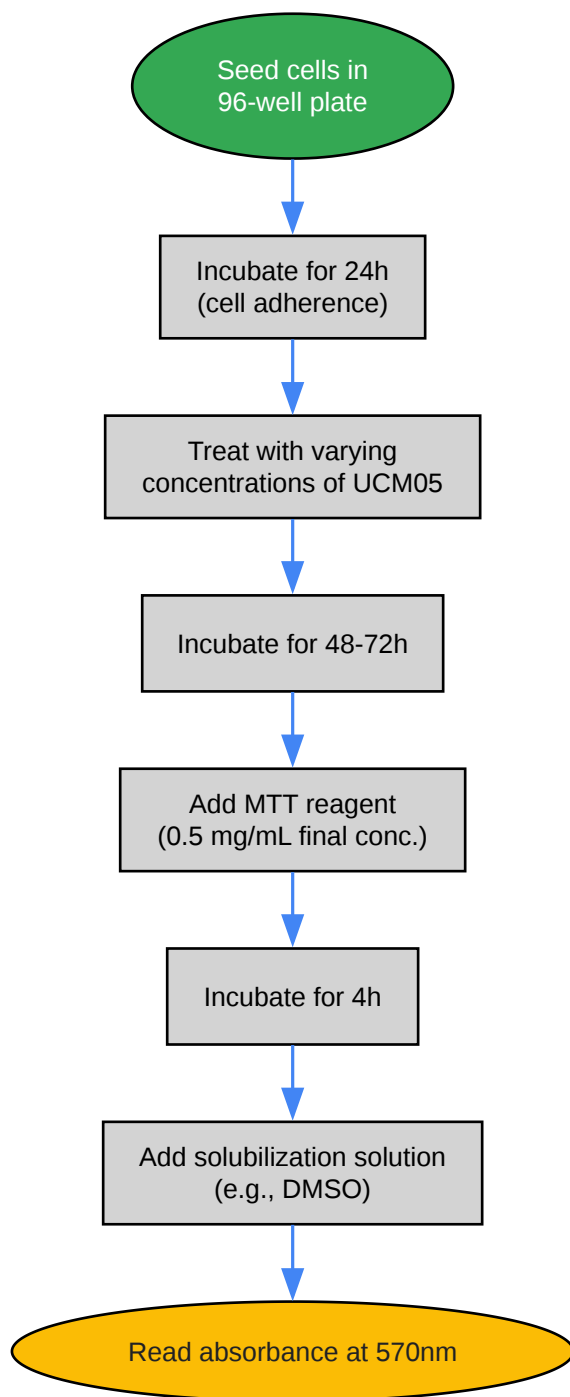 Seed cells in
96-well plate
Incubate for 24h
(cell adherence)
Treat with varying
concentrations of UCM05
Incubate for 48-72h
Add MTT reagent
(0.5 mg/mL final conc.)
Incubate for 4h
Add solubilization solution
(e.g., DMSO)
Read absorbance at 570nm